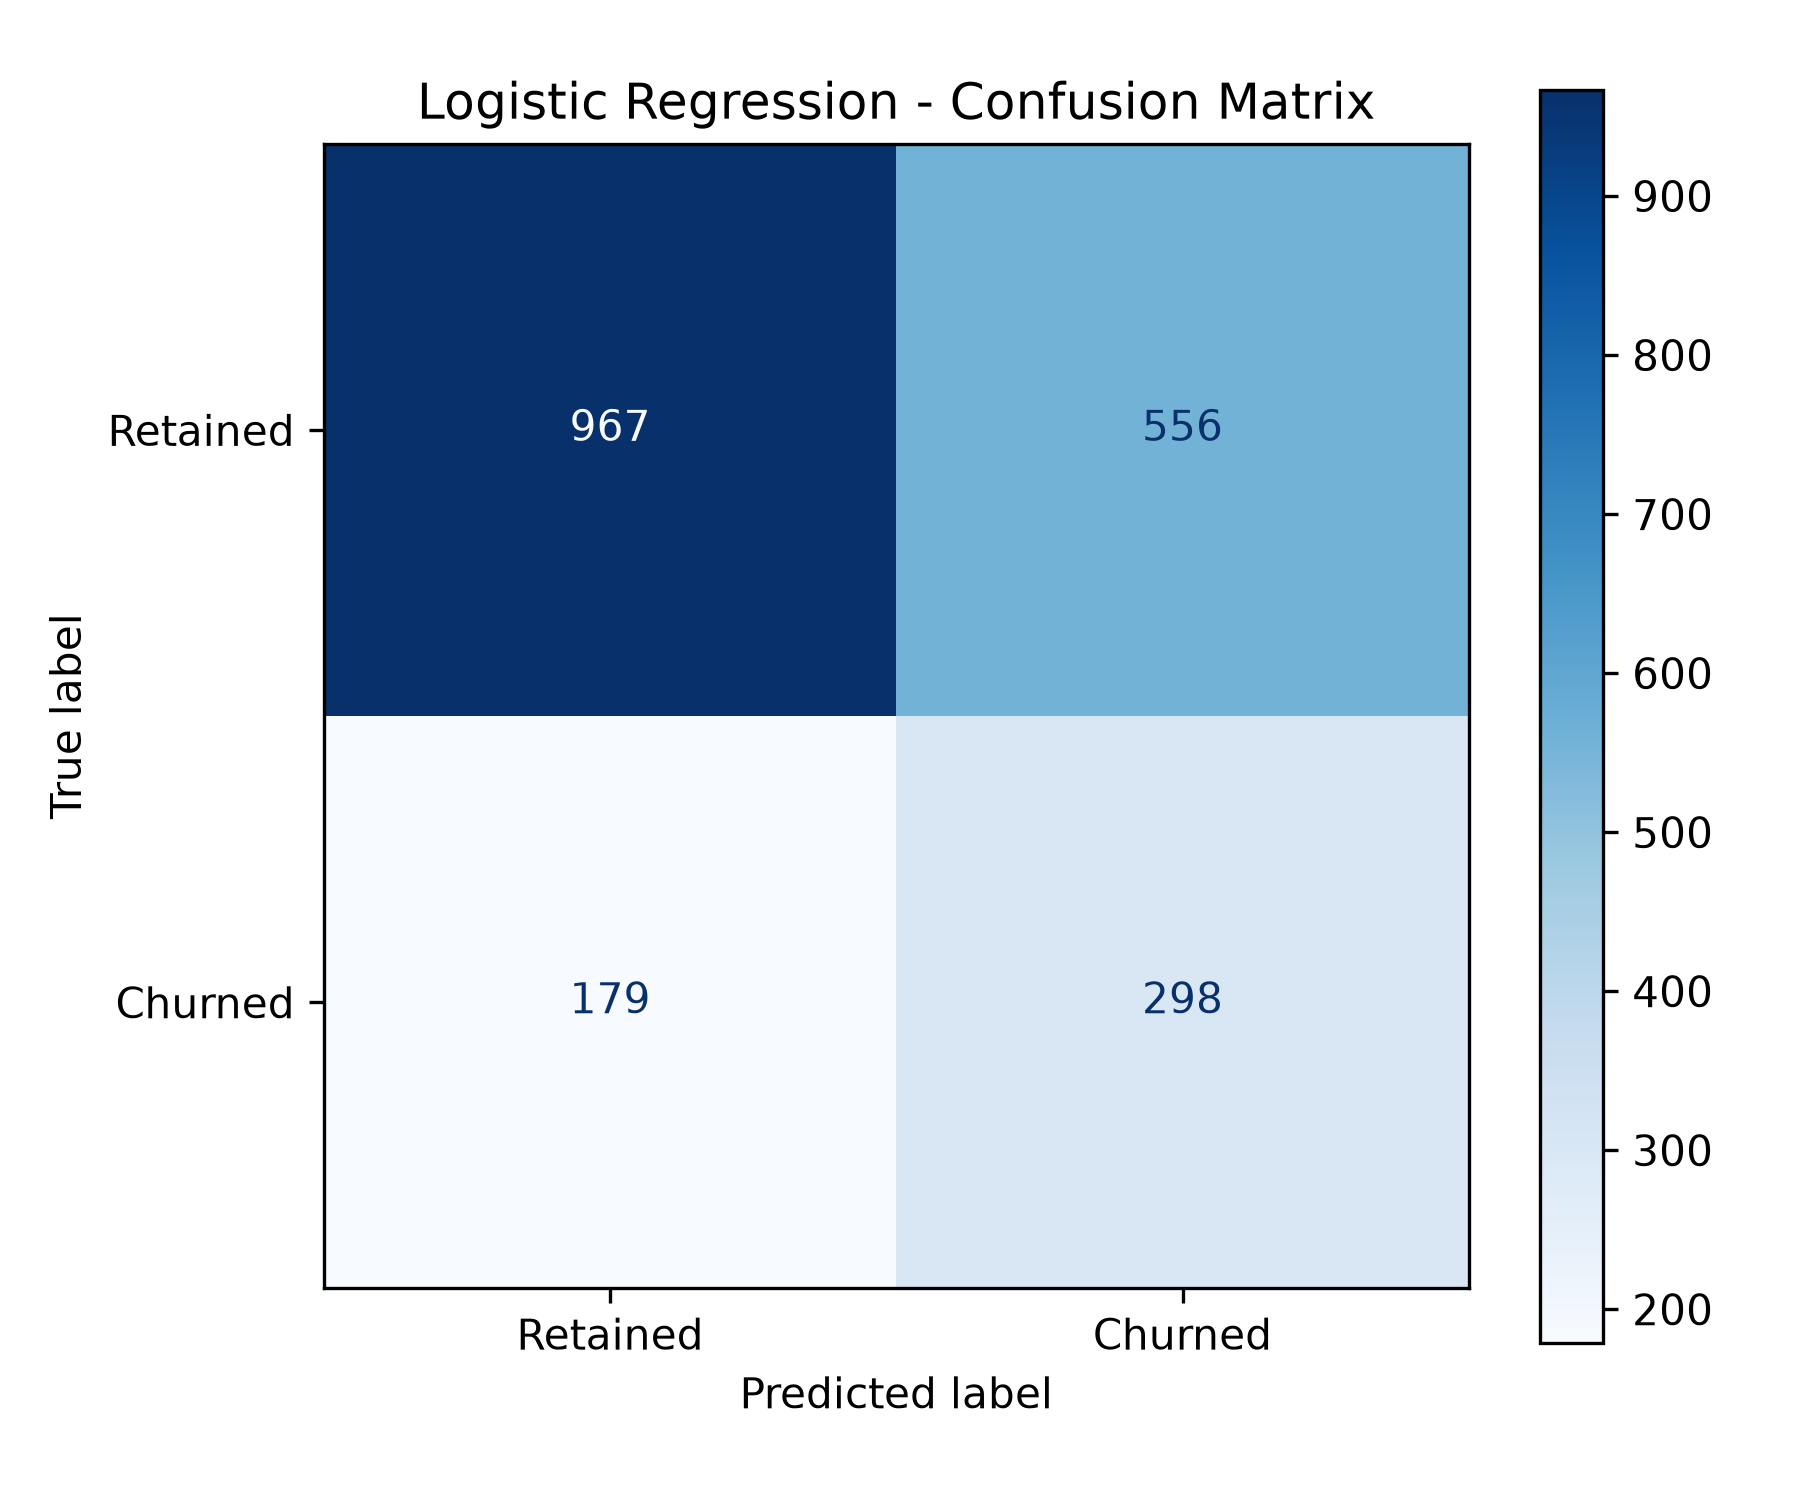 Logistic Regression - Confusion Matrix
True label
Retained
967
556
Churned
179
298
Retained
Churned
Predicted label
900
800
700
600
500
400
300
200